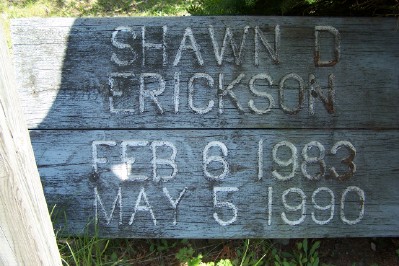 SHAWN D
ERICKSON
FEB 6 1983
MAY 5 1990